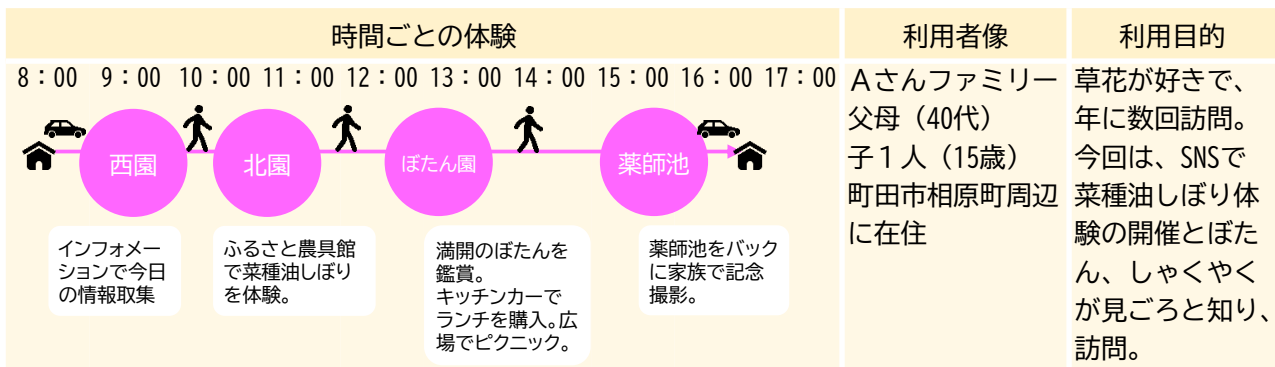 時間ごとの体験
利用者像
利用目的
8：00 9：00 10：00 11：00 12：00 13：00 14：00 15：00 16：00 17：00
西園
北園
ぼたん園
薬師池
インフォメー
ションで今日
の情報取集
ふるさと農具館
で菜種油しぼり
を体験。
満開のぼたんを
鑑賞。
キッチンカーで
ランチを購入。広
場でピクニック。
薬師池をバック
に家族で記念
撮影。
Ａさんファミリー
父母（40代）
子１人（15歳）
町田市相原町周辺
に在住
草花が好きで、
年に数回訪問。
今回は、SNSで
菜種油しぼり体
験の開催とぼた
ん、しゃくやく
が見ごろと知り、
訪問。